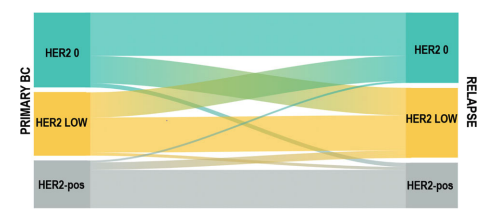 PRIMARY BC
HER2 0
HER2 LOW
HER2-pos
HER2 0
HER2 LOW
HER2-pos
RELAPSE